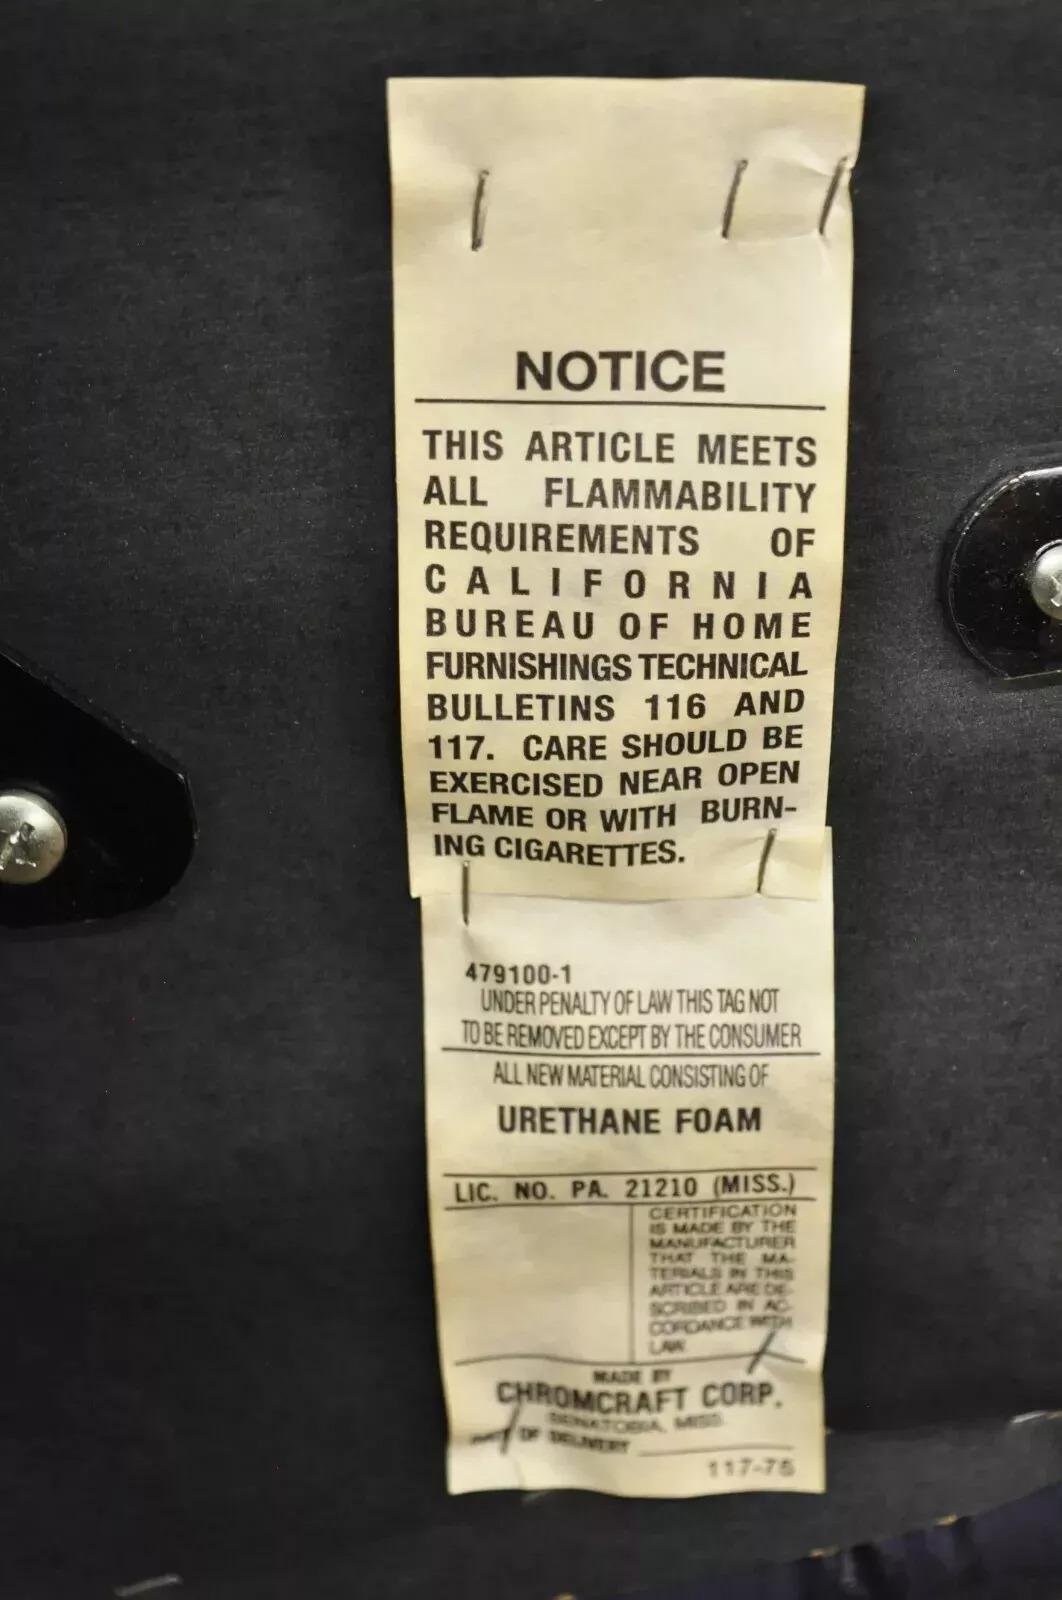 NOTICE
THIS ARTICLE MEETS
ALL FLAMMABILITY
REQUIREMENTS OF
CALIFORNIA
BUREAU OF HOME
FURNISHINGS TECHNICAL
BULLETINS 116 AND
117. CARE SHOULD BE
EXERCISED NEAR OPEN
FLAME OR WITH BURN-
ING CIGARETTES.
479100-1
UNDER PENALTY OF LAW THIS TAG NOT
TO BE REMOVED EXCEPT BY THE CONSUMER
ALL NEW MATERIAL CONSISTING OF
URETHANE FOAM
LIC. NO. PA. 21210 (MISS.)
CERTIFICATION
IS MADE BY THE
MANUFACTURER
THAT THE MA-
TERIALS IN THIS
ARTICLE ARE DE-
SCRIBED IN AC-
CORDANCE WITH
LAW.
MADE BY
CHROMCRAFT CORP.
SENATOBIA, MISS.
OF DELIVERY